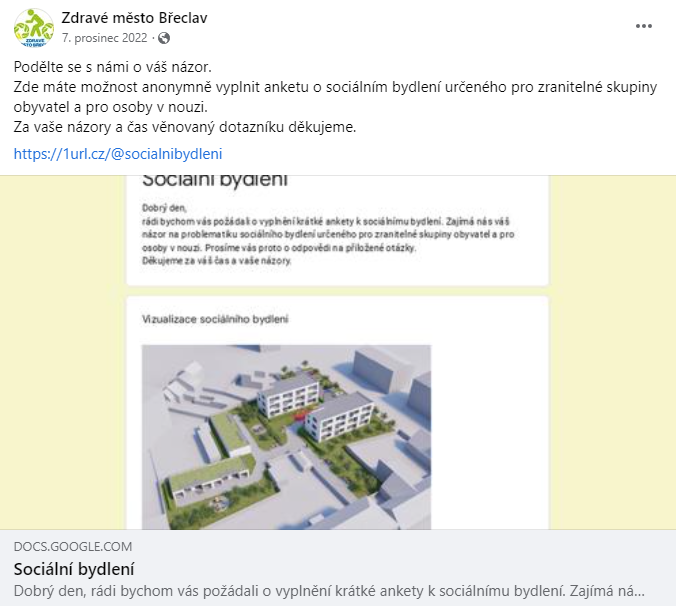 Zdravé město Břeclav
7. prosinec 2022 ·
Podělte se s námi o váš názor.
Zde máte možnost anonymně vyplnit anketu o sociálním bydlení určeného pro zranitelné skupiny
obyvatel a pro osoby v nouzi.
Za vaše názory a čas věnovaný dotazníku děkujeme.
https://1url.cz/@socialnibydleni
Sociální bydlení
Dobrý den,
rádi bychom vás požádali o vyplnění krátké ankety k sociálnímu bydlení. Zajímá nás váš
názor na problematiku sociálního bydlení určeného pro zranitelné skupiny obyvatel a pro
osoby v nouzi. Prosíme vás proto o odpovědi na přiložené otázky.
Děkujeme za váš čas a vaše názory.
Vizualizace sociálního bydlení
DOCS.GOOGLE.COM
Sociální bydlení
Dobrý den, rádi bychom vás požádali o vyplnění krátké ankety k sociálnímu bydlení. Zajímá ná...